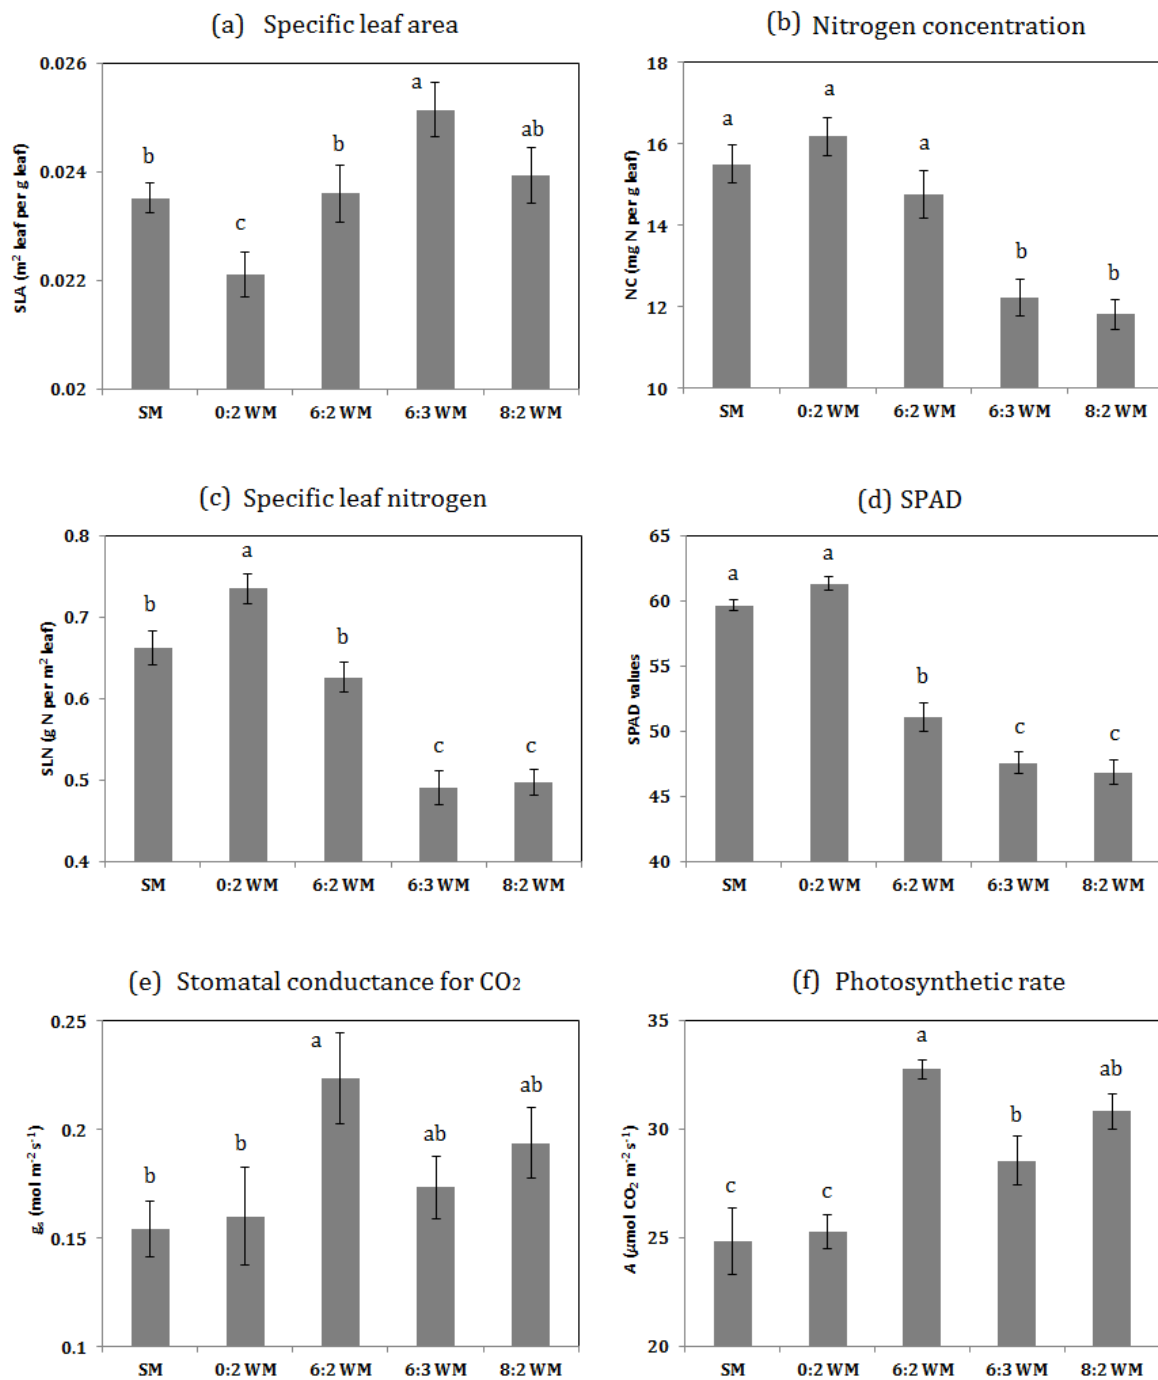 (a) Specific leaf area
SLA (m² leaf per g leaf)
0.026
0.024
0.022
0.02
b
c
b
a
ab
SM 0:2 WM 6:2 WM 6:3 WM 8:2 WM
(b) Nitrogen concentration
NC (mg N per g leaf)
18
16
14
12
10
a
a
a
b
b
SM 0:2 WM 6:2 WM 6:3 WM 8:2 WM
(c) Specific leaf nitrogen
SLN (g N per m² leaf)
0.8
0.7
0.6
0.5
0.4
b
a
b
c
c
SM 0:2 WM 6:2 WM 6:3 WM 8:2 WM
(d) SPAD
SPAD values
65
60
55
50
45
40
a
a
b
c
c
SM 0:2 WM 6:2 WM 6:3 WM 8:2 WM
(e) Stomatal conductance for CO₂
gₛ (mol m⁻² s⁻¹)
0.25
0.2
0.15
0.1
b
b
a
ab
ab
SM 0:2 WM 6:2 WM 6:3 WM 8:2 WM
(f) Photosynthetic rate
A (μmol CO₂ m⁻² s⁻¹)
35
30
25
20
c
c
a
b
ab
SM 0:2 WM 6:2 WM 6:3 WM 8:2 WM